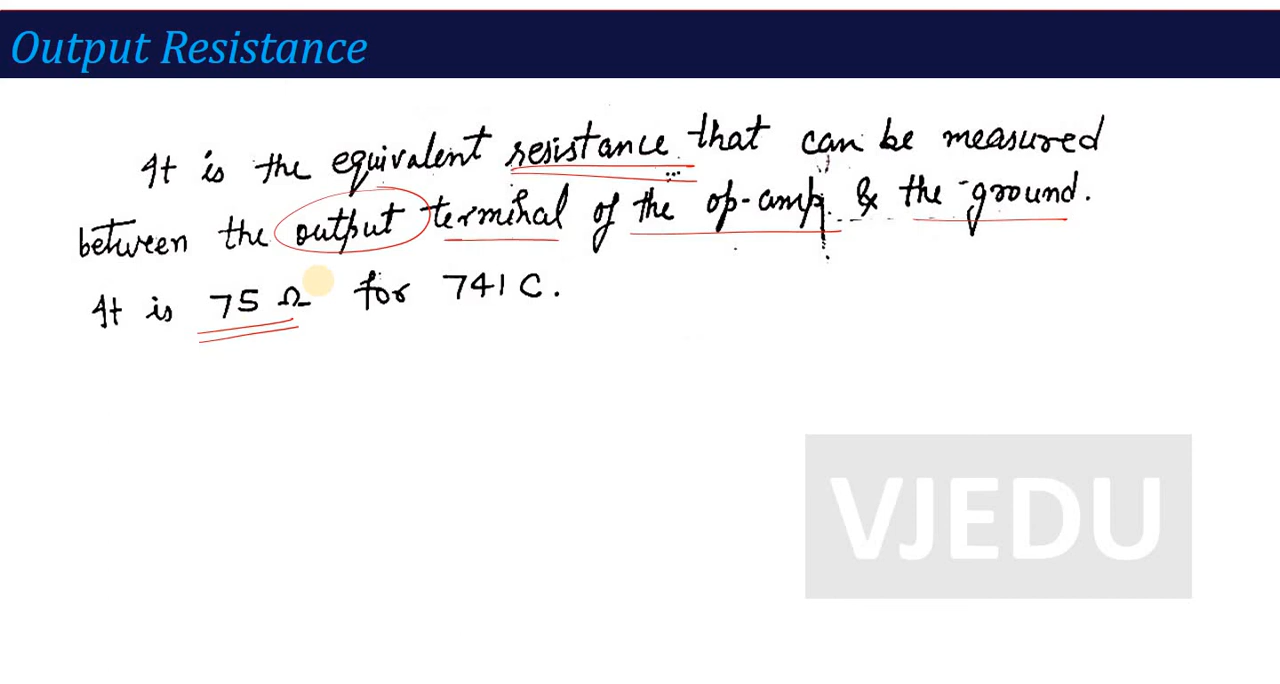 Output Resistance
It is the equivalent resistance that can be measured
between the output terminal of the op-amp & the ground.
It is 75 Ω for 741C.
VJEDU